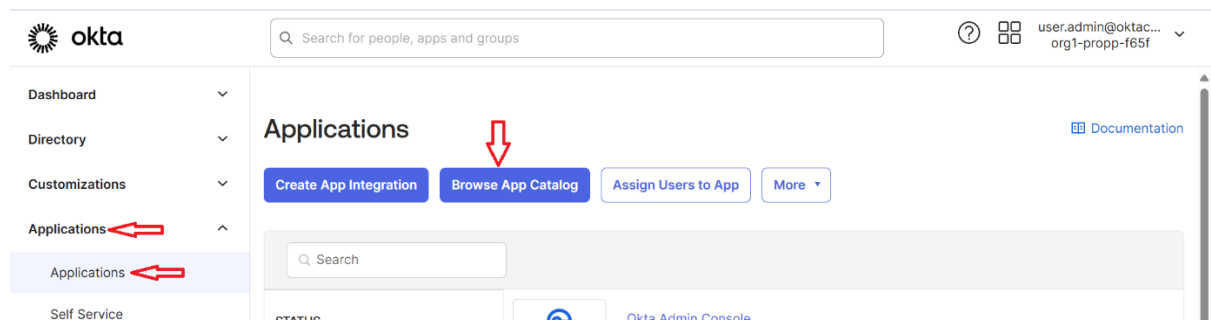 okta
Search for people, apps and groups
user.admin@oktac...
org1-propp-f65f
Dashboard
Directory
Customizations
Applications
Applications
Self Service
Applications
Documentation
Create App Integration
Browse App Catalog
Assign Users to App
More
Search
STATUS
Okta Admin Console